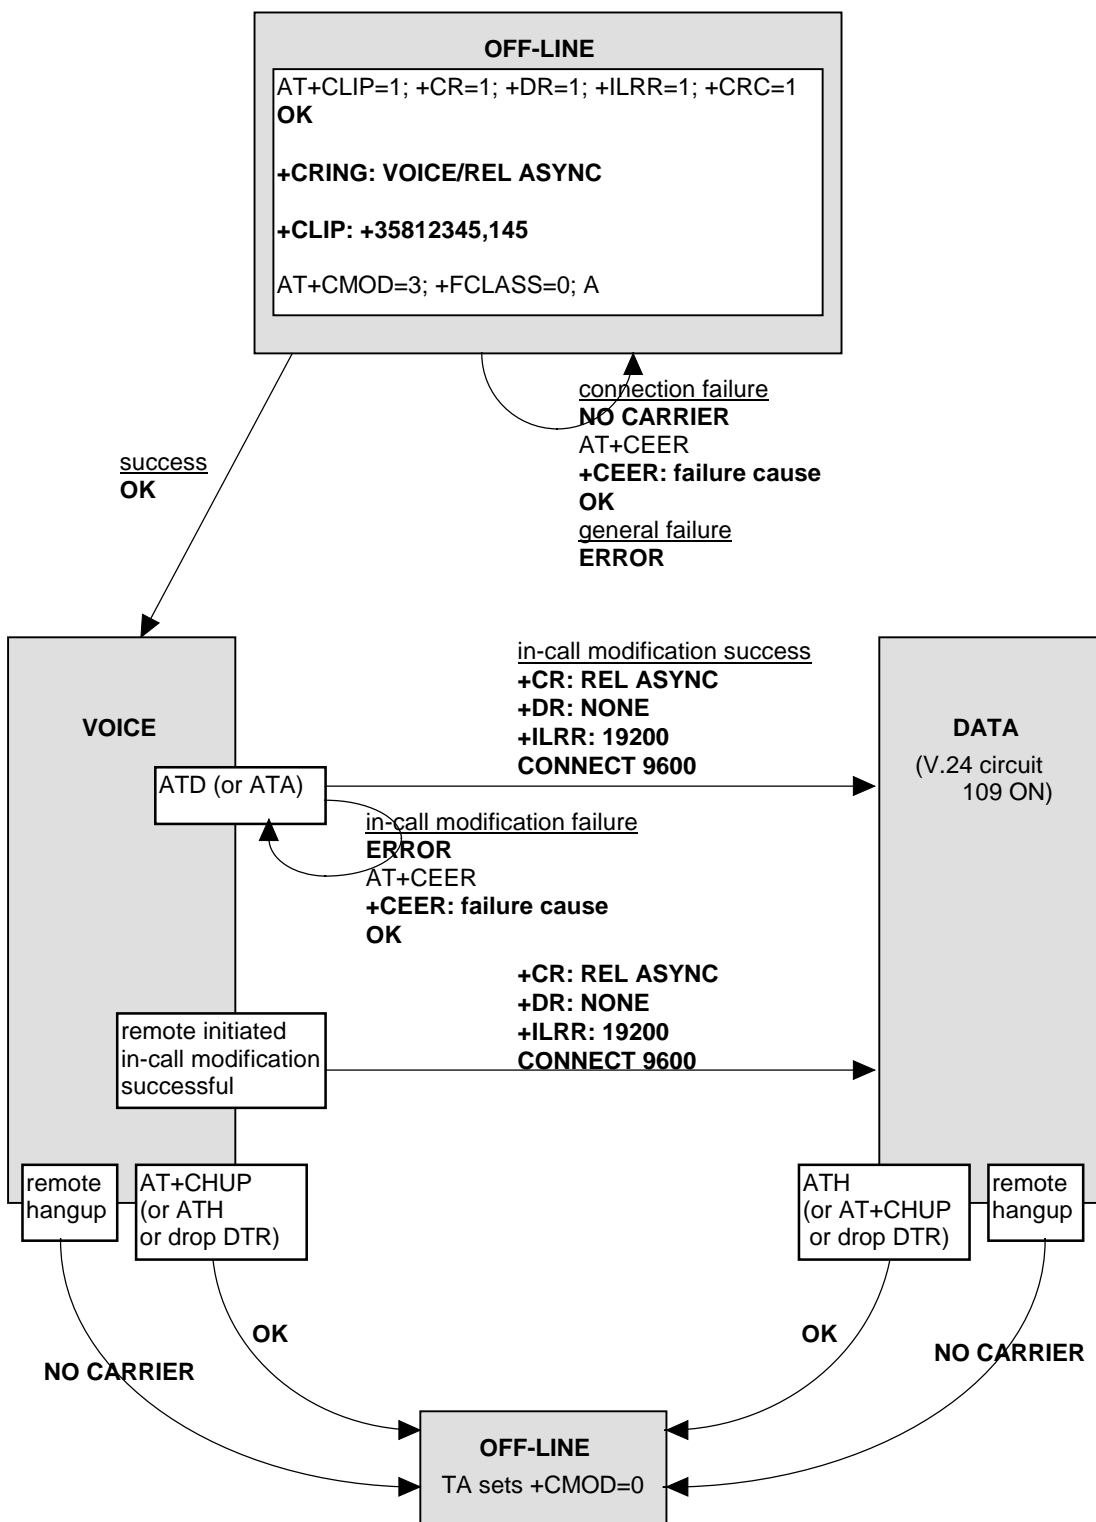 OFF-LINE
AT+CLIP=1; +CR=1; +DR=1; +ILRR=1; +CRC=1
OK
+CRING: VOICE/REL ASYNC
+CLIP: +35812345,145
AT+CMOD=3; +FCLASS=0; A
connection failure
NO CARRIER
AT+CEER
+CEER: failure cause
OK
general failure
ERROR
success
OK
in-call modification success
+CR: REL ASYNC
+DR: NONE
+ILRR: 19200
CONNECT 9600
VOICE
DATA
(V.24 circuit
109 ON)
ATD (or ATA)
in-call modification failure
ERROR
AT+CEER
+CEER: failure cause
OK
+CR: REL ASYNC
+DR: NONE
+ILRR: 19200
CONNECT 9600
remote initiated
in-call modification
successful
remote
hangup
AT+CHUP
(or ATH
or drop DTR)
ATH
(or AT+CHUP
or drop DTR)
remote
hangup
OK
NO CARRIER
OK
NO CARRIER
OFF-LINE
TA sets +CMOD=0